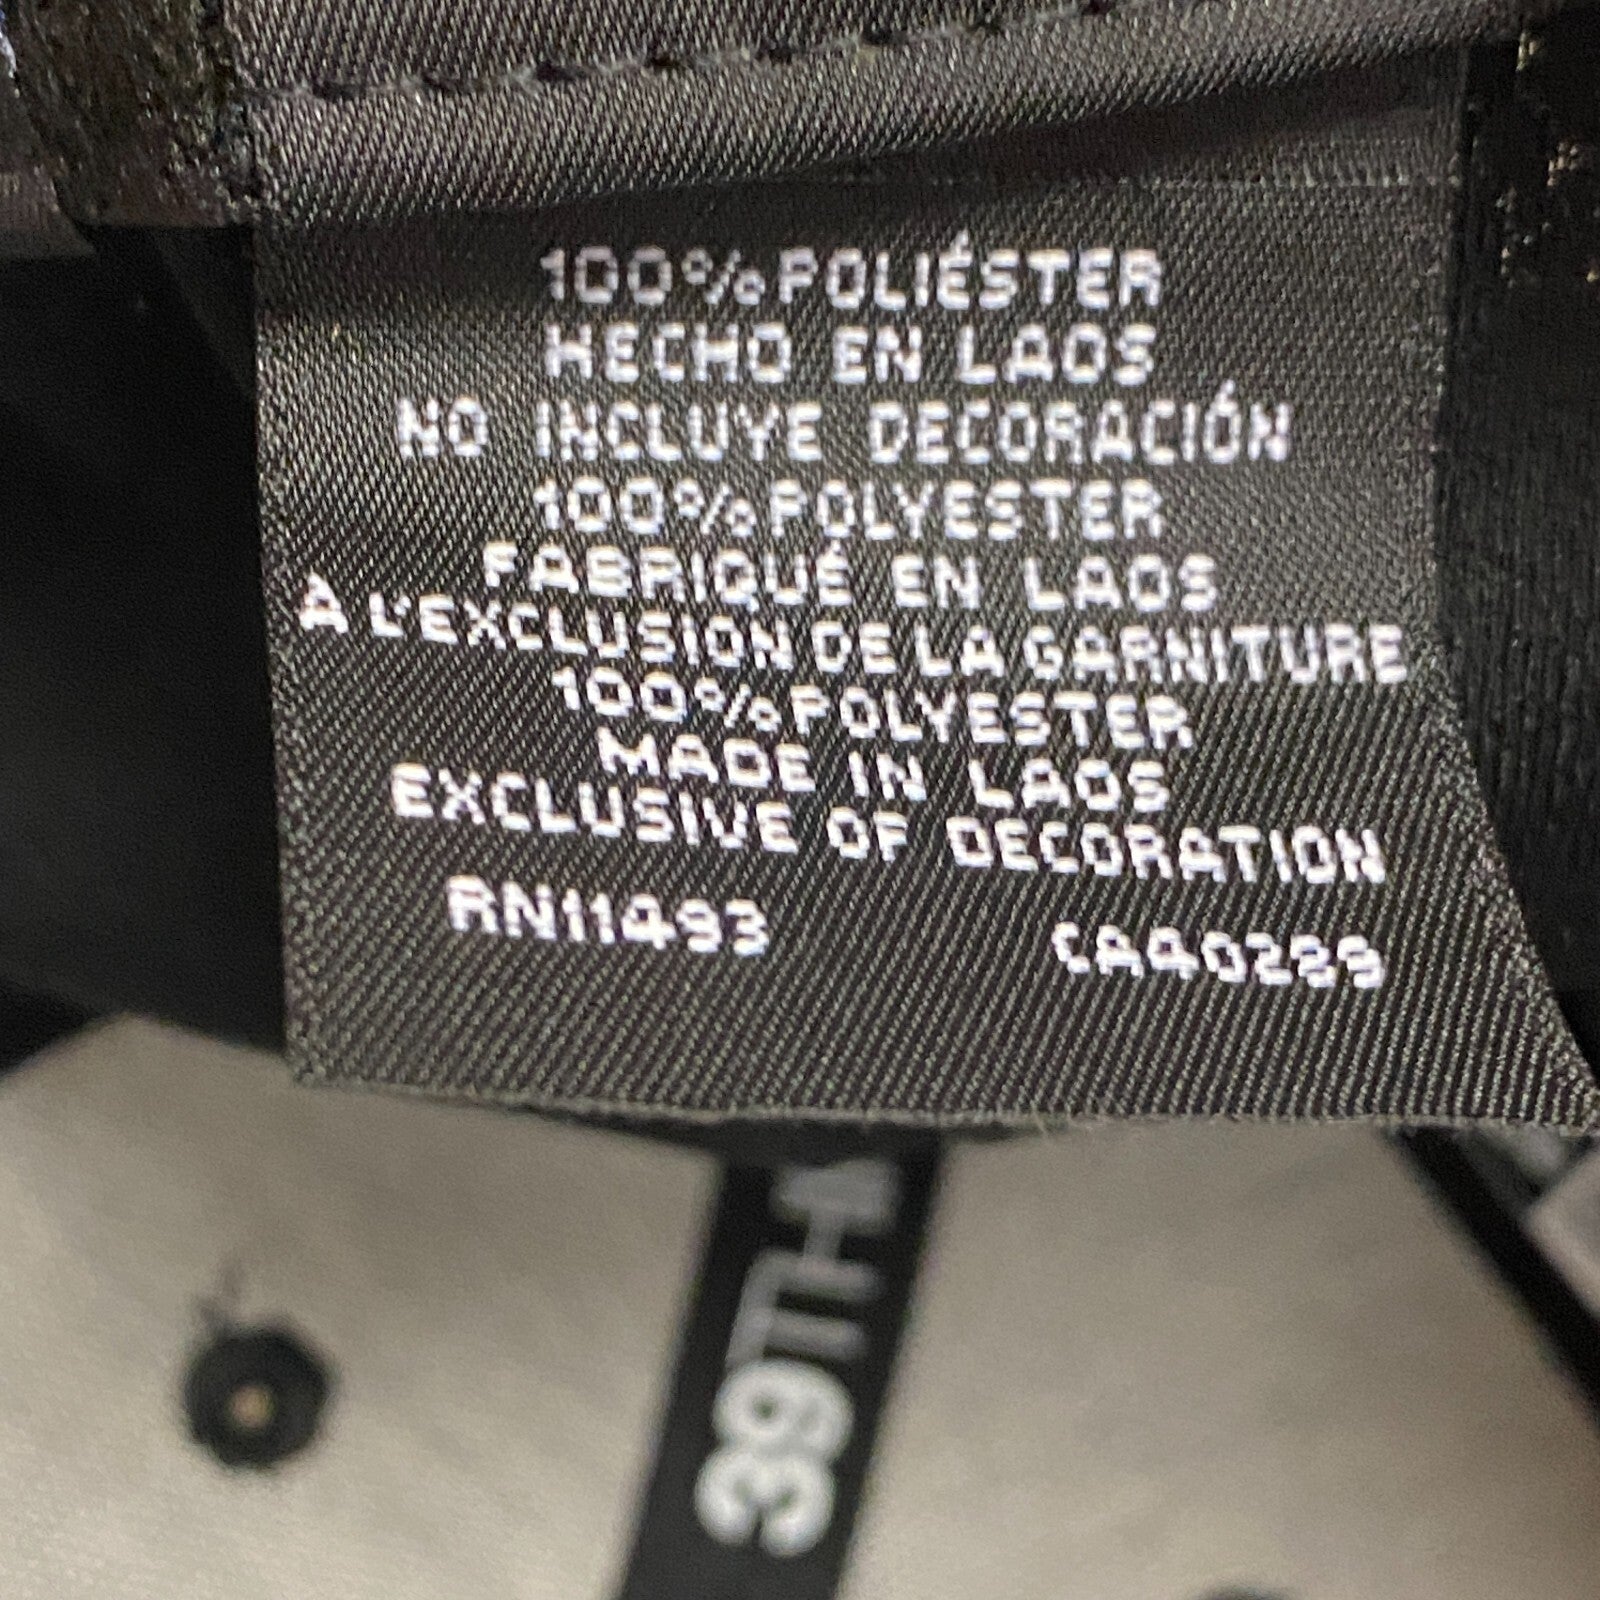 100% POLIÉSTER
HECHO EN LAOS
NO INCLUYE DECORACIÓN
100% POLYESTER
FABRIQUÉ EN LAOS
À L'EXCLUSION DE LA GARNITURE
100% POLYESTER
MADE IN LAOS
EXCLUSIVE OF DECORATION
RN11493 CA40289
39TH